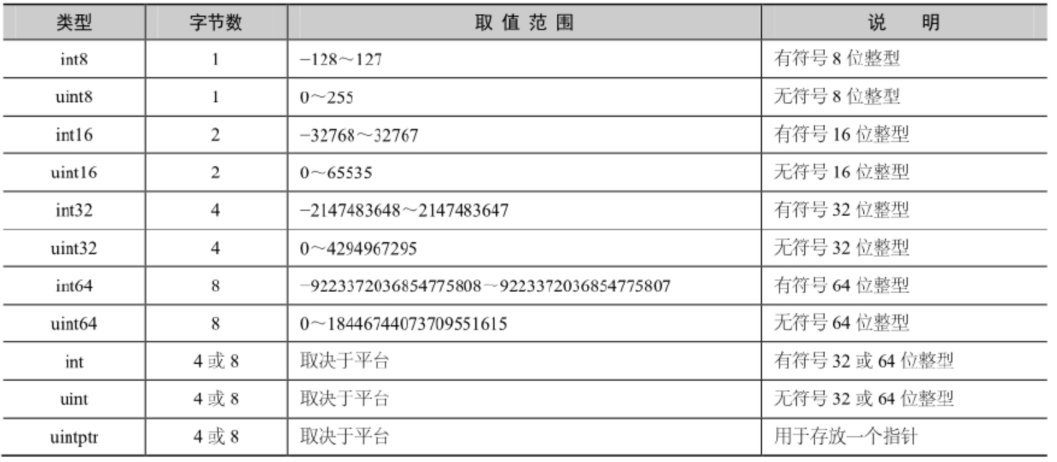 类型 字节数 取 值 范 围 说 明
int8 1 −128～127 有符号 8 位整型
uint8 1 0～255 无符号 8 位整型
int16 2 −32768～32767 有符号 16 位整型
uint16 2 0～65535 无符号 16 位整型
int32 4 −2147483648～2147483647 有符号 32 位整型
uint32 4 0～4294967295 无符号 32 位整型
int64 8 −9223372036854775808～9223372036854775807 有符号 64 位整型
uint64 8 0～18446744073709551615 无符号 64 位整型
int 4 或 8 取决于平台 有符号 32 或 64 位整型
uint 4 或 8 取决于平台 无符号 32 或 64 位整型
uintptr 4 或 8 取决于平台 用于存放一个指针